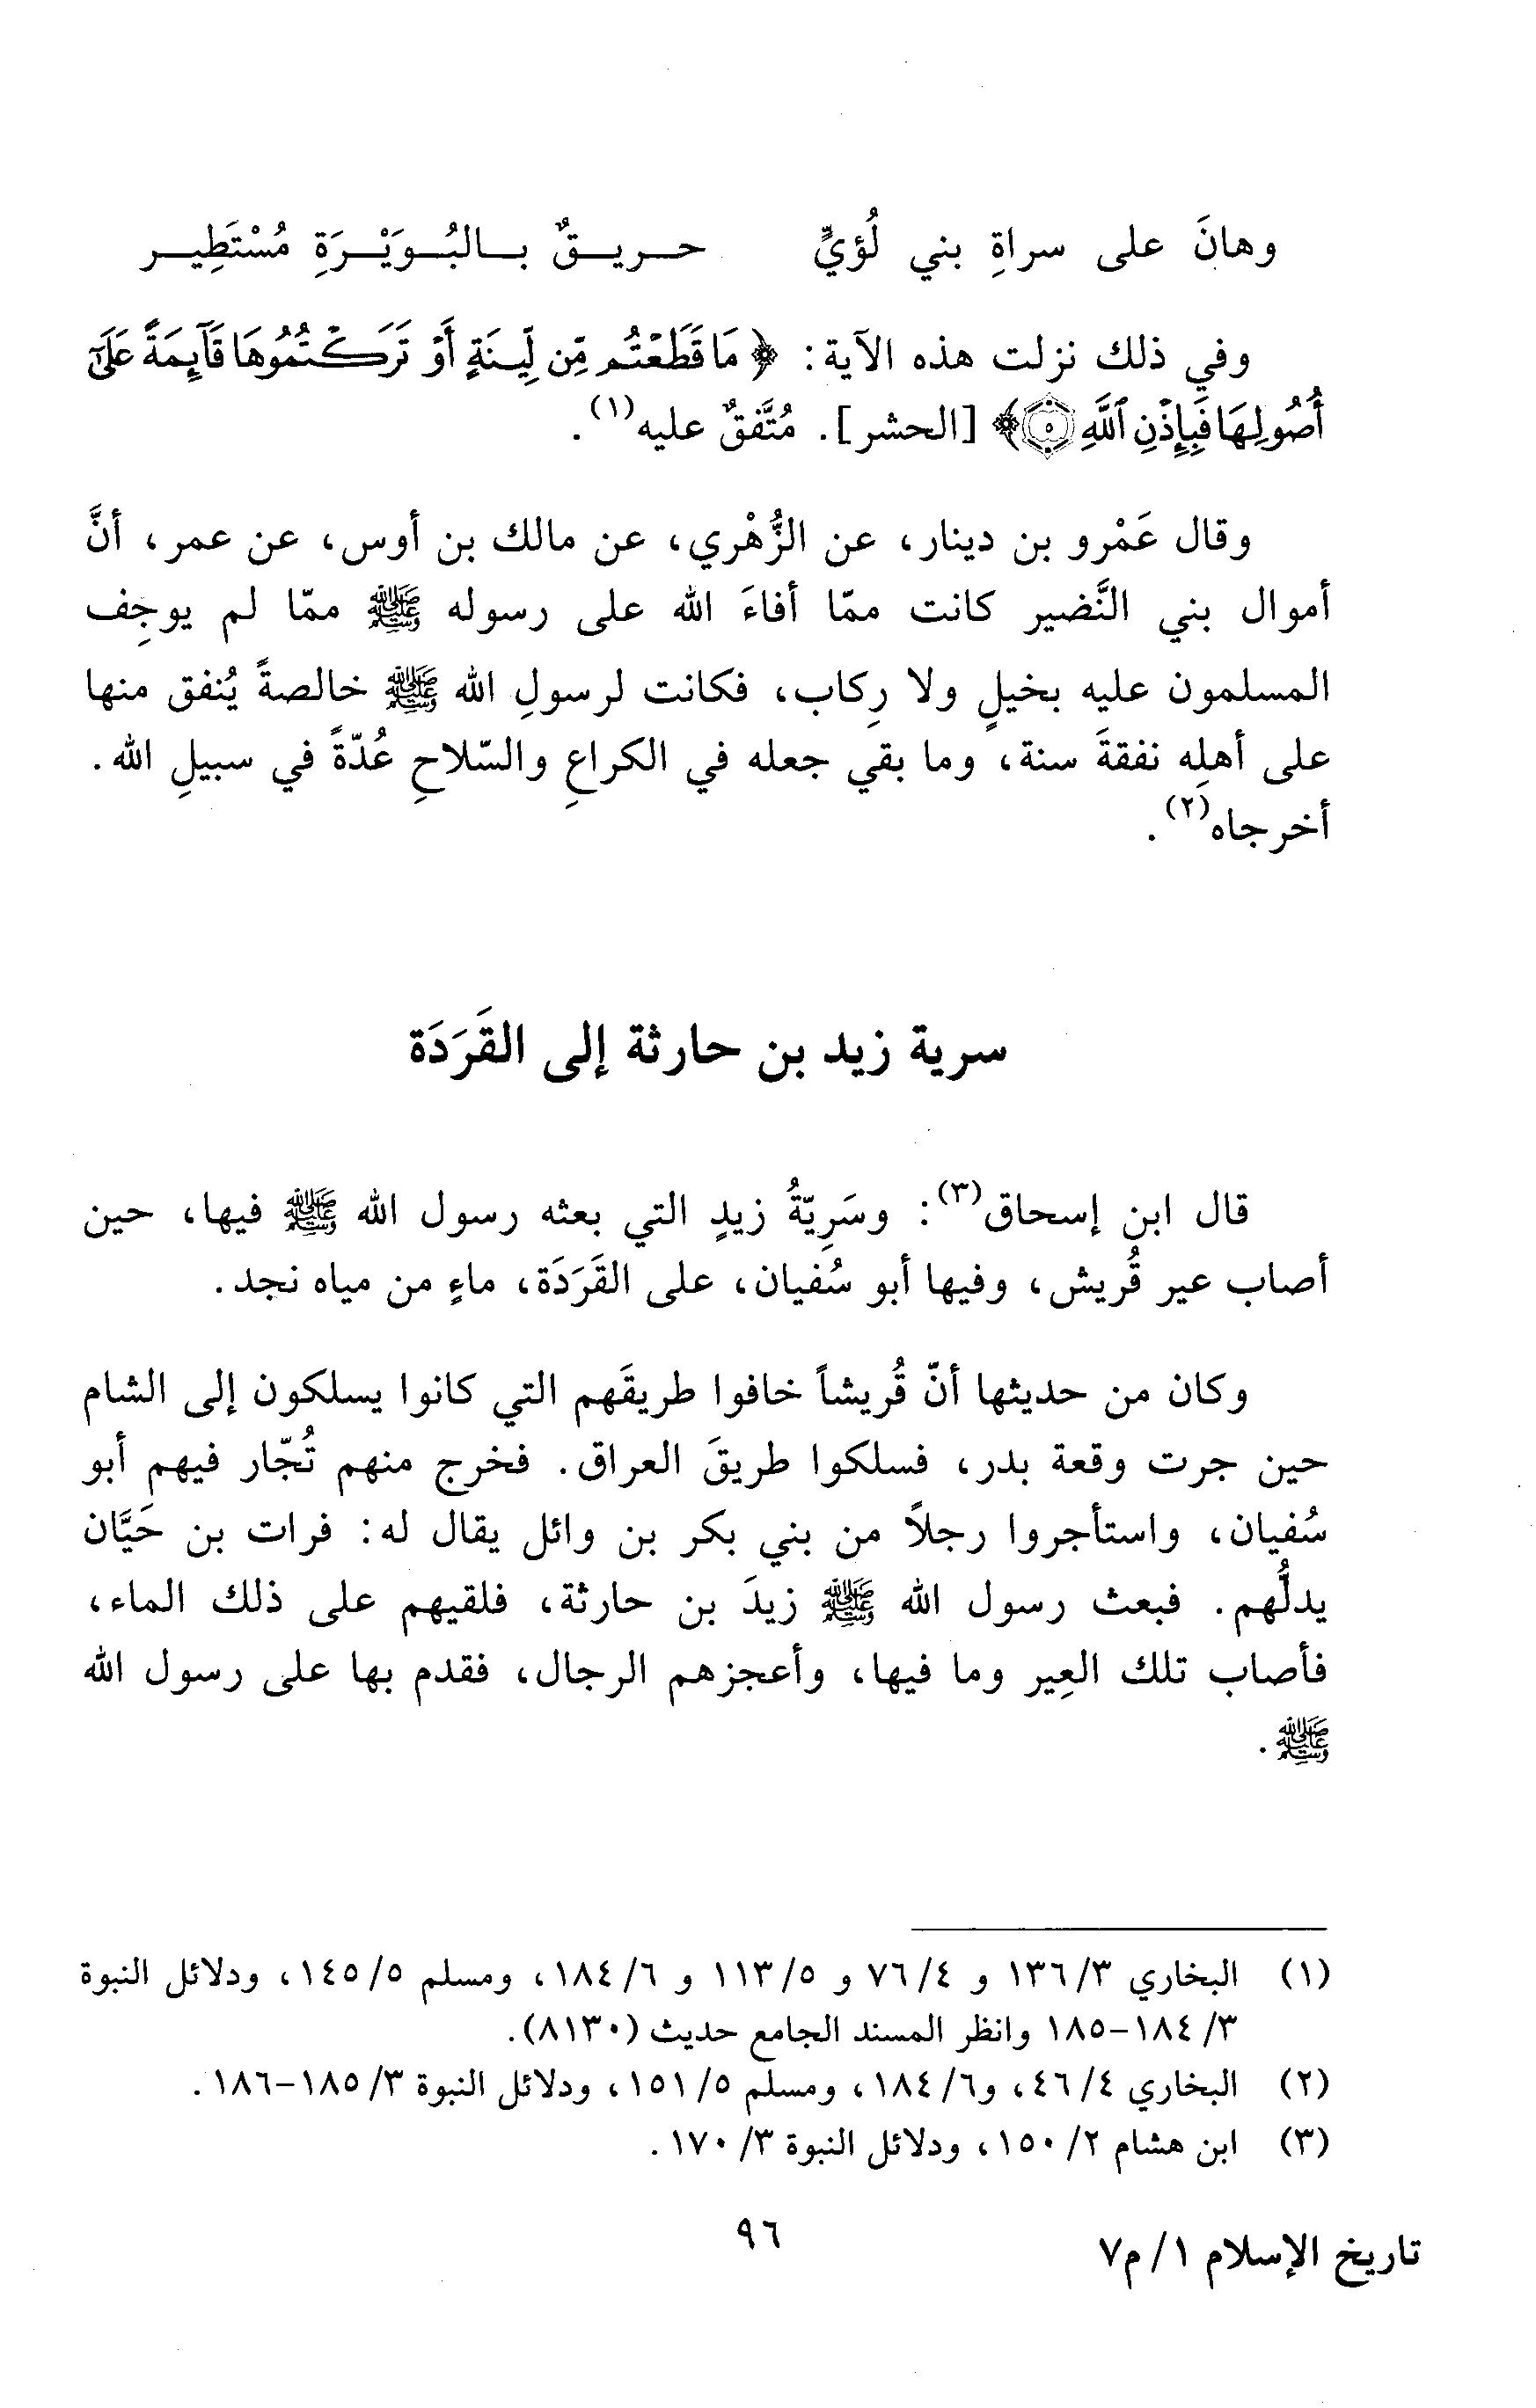 وهانَ على سراةِ بني لُؤيٍّ حـريـقٌ بـالبُـويْـرَةِ مُسْتَطِيـر
وفي ذلك نزلت هذه الآية: ﴿مَا قَطَعْتُم مِّن لِّينَةٍ أَوْ تَرَكْتُمُوهَا قَآئِمَةً عَلَىٰٓ
أُصُولِهَا فَبِإِذْنِ ٱللَّهِ ۝٥﴾ [الحشر]. مُتَّفقٌ عليه(١).
وقال عَمْرو بن دينار، عن الزُّهْري، عن مالك بن أوس، عن عمر، أنَّ
أموال بني النَّضير كانت ممّا أفاءَ الله على رسوله ﷺ ممّا لم يوجِف
المسلمون عليه بخيلٍ ولا رِكاب، فكانت لرسولِ الله ﷺ خالصةً يُنفق منها
على أهلِه نفقةَ سنة، وما بقي جعله في الكراعِ والسّلاحِ عُدّةً في سبيلِ الله.
أخرجاه(٢).
سرية زيد بن حارثة إلى القَرَدَة
قال ابن إسحاق(٣): وسَرِيّةُ زيدٍ التي بعثه رسول الله ﷺ فيها، حين
أصاب عير قُريش، وفيها أبو سُفيان، على القَرَدَة، ماءٍ من مياه نجد.
وكان من حديثها أنّ قُريشاً خافوا طريقَهم التي كانوا يسلكون إلى الشام
حين جرت وقعة بدر، فسلكوا طريقَ العراق. فخرج منهم تُجّار فيهم أبو
سُفيان، واستأجروا رجلاً من بني بكر بن وائل يقال له: فرات بن حَيَّان
يدلُّهم. فبعث رسول الله ﷺ زيدَ بن حارثة، فلقيهم على ذلك الماء،
فأصاب تلك العِير وما فيها، وأعجزهم الرجال، فقدم بها على رسول الله
ﷺ.
(١) البخاري ٣/ ١٣٦ و ٤/ ٧٦ و ٥/ ١١٣ و ٦/ ١٨٤، ومسلم ٥/ ١٤٥، ودلائل النبوة
٣/ ١٨٤-١٨٥ وانظر المسند الجامع حديث (٨١٣٠).
(٢) البخاري ٤/ ٤٦، و٦/ ١٨٤، ومسلم ٥/ ١٥١، ودلائل النبوة ٣/ ١٨٥-١٨٦.
(٣) ابن هشام ٢/ ١٥٠، ودلائل النبوة ٣/ ١٧٠.
٩٦
تاريخ الإسلام ١/ م٧